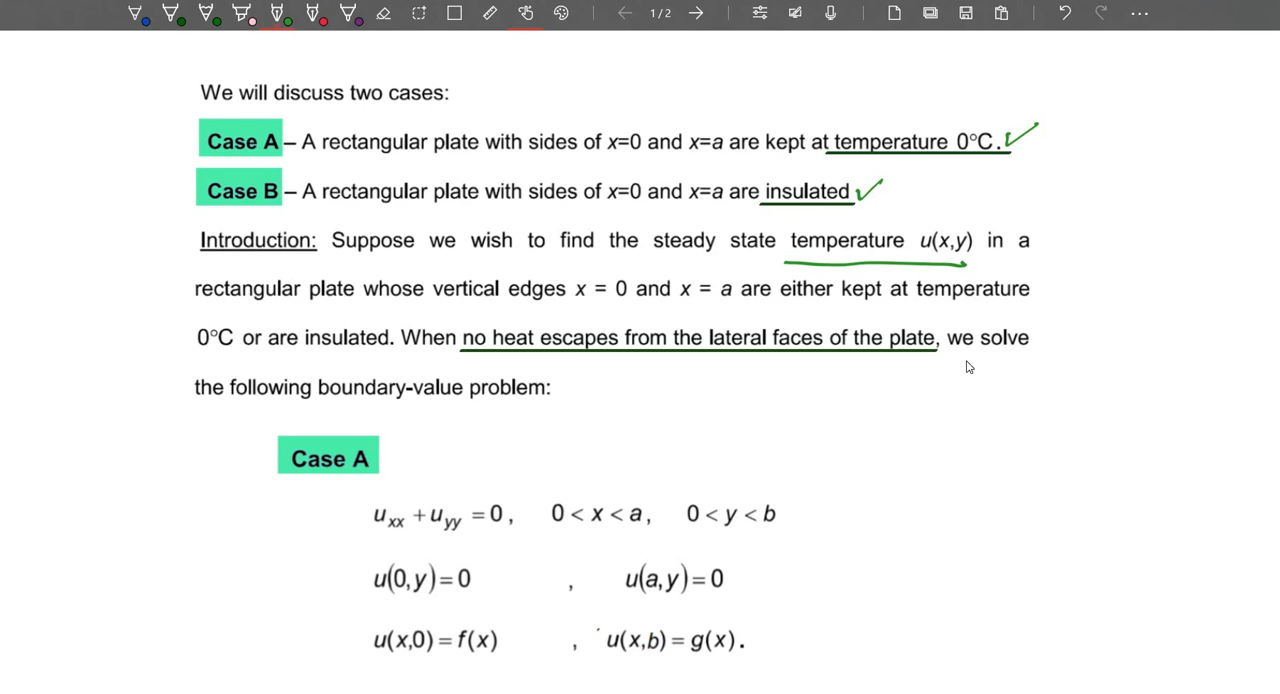 1/2
We will discuss two cases:
Case A – A rectangular plate with sides of x=0 and x=a are kept at temperature 0°C.
Case B – A rectangular plate with sides of x=0 and x=a are insulated
Introduction: Suppose we wish to find the steady state temperature u(x,y) in a
rectangular plate whose vertical edges x = 0 and x = a are either kept at temperature
0°C or are insulated. When no heat escapes from the lateral faces of the plate, we solve
the following boundary-value problem:
Case A
u_xx + u_yy = 0, 0 < x < a, 0 < y < b
u(0,y) = 0 , u(a,y) = 0
u(x,0) = f(x) , u(x,b) = g(x).